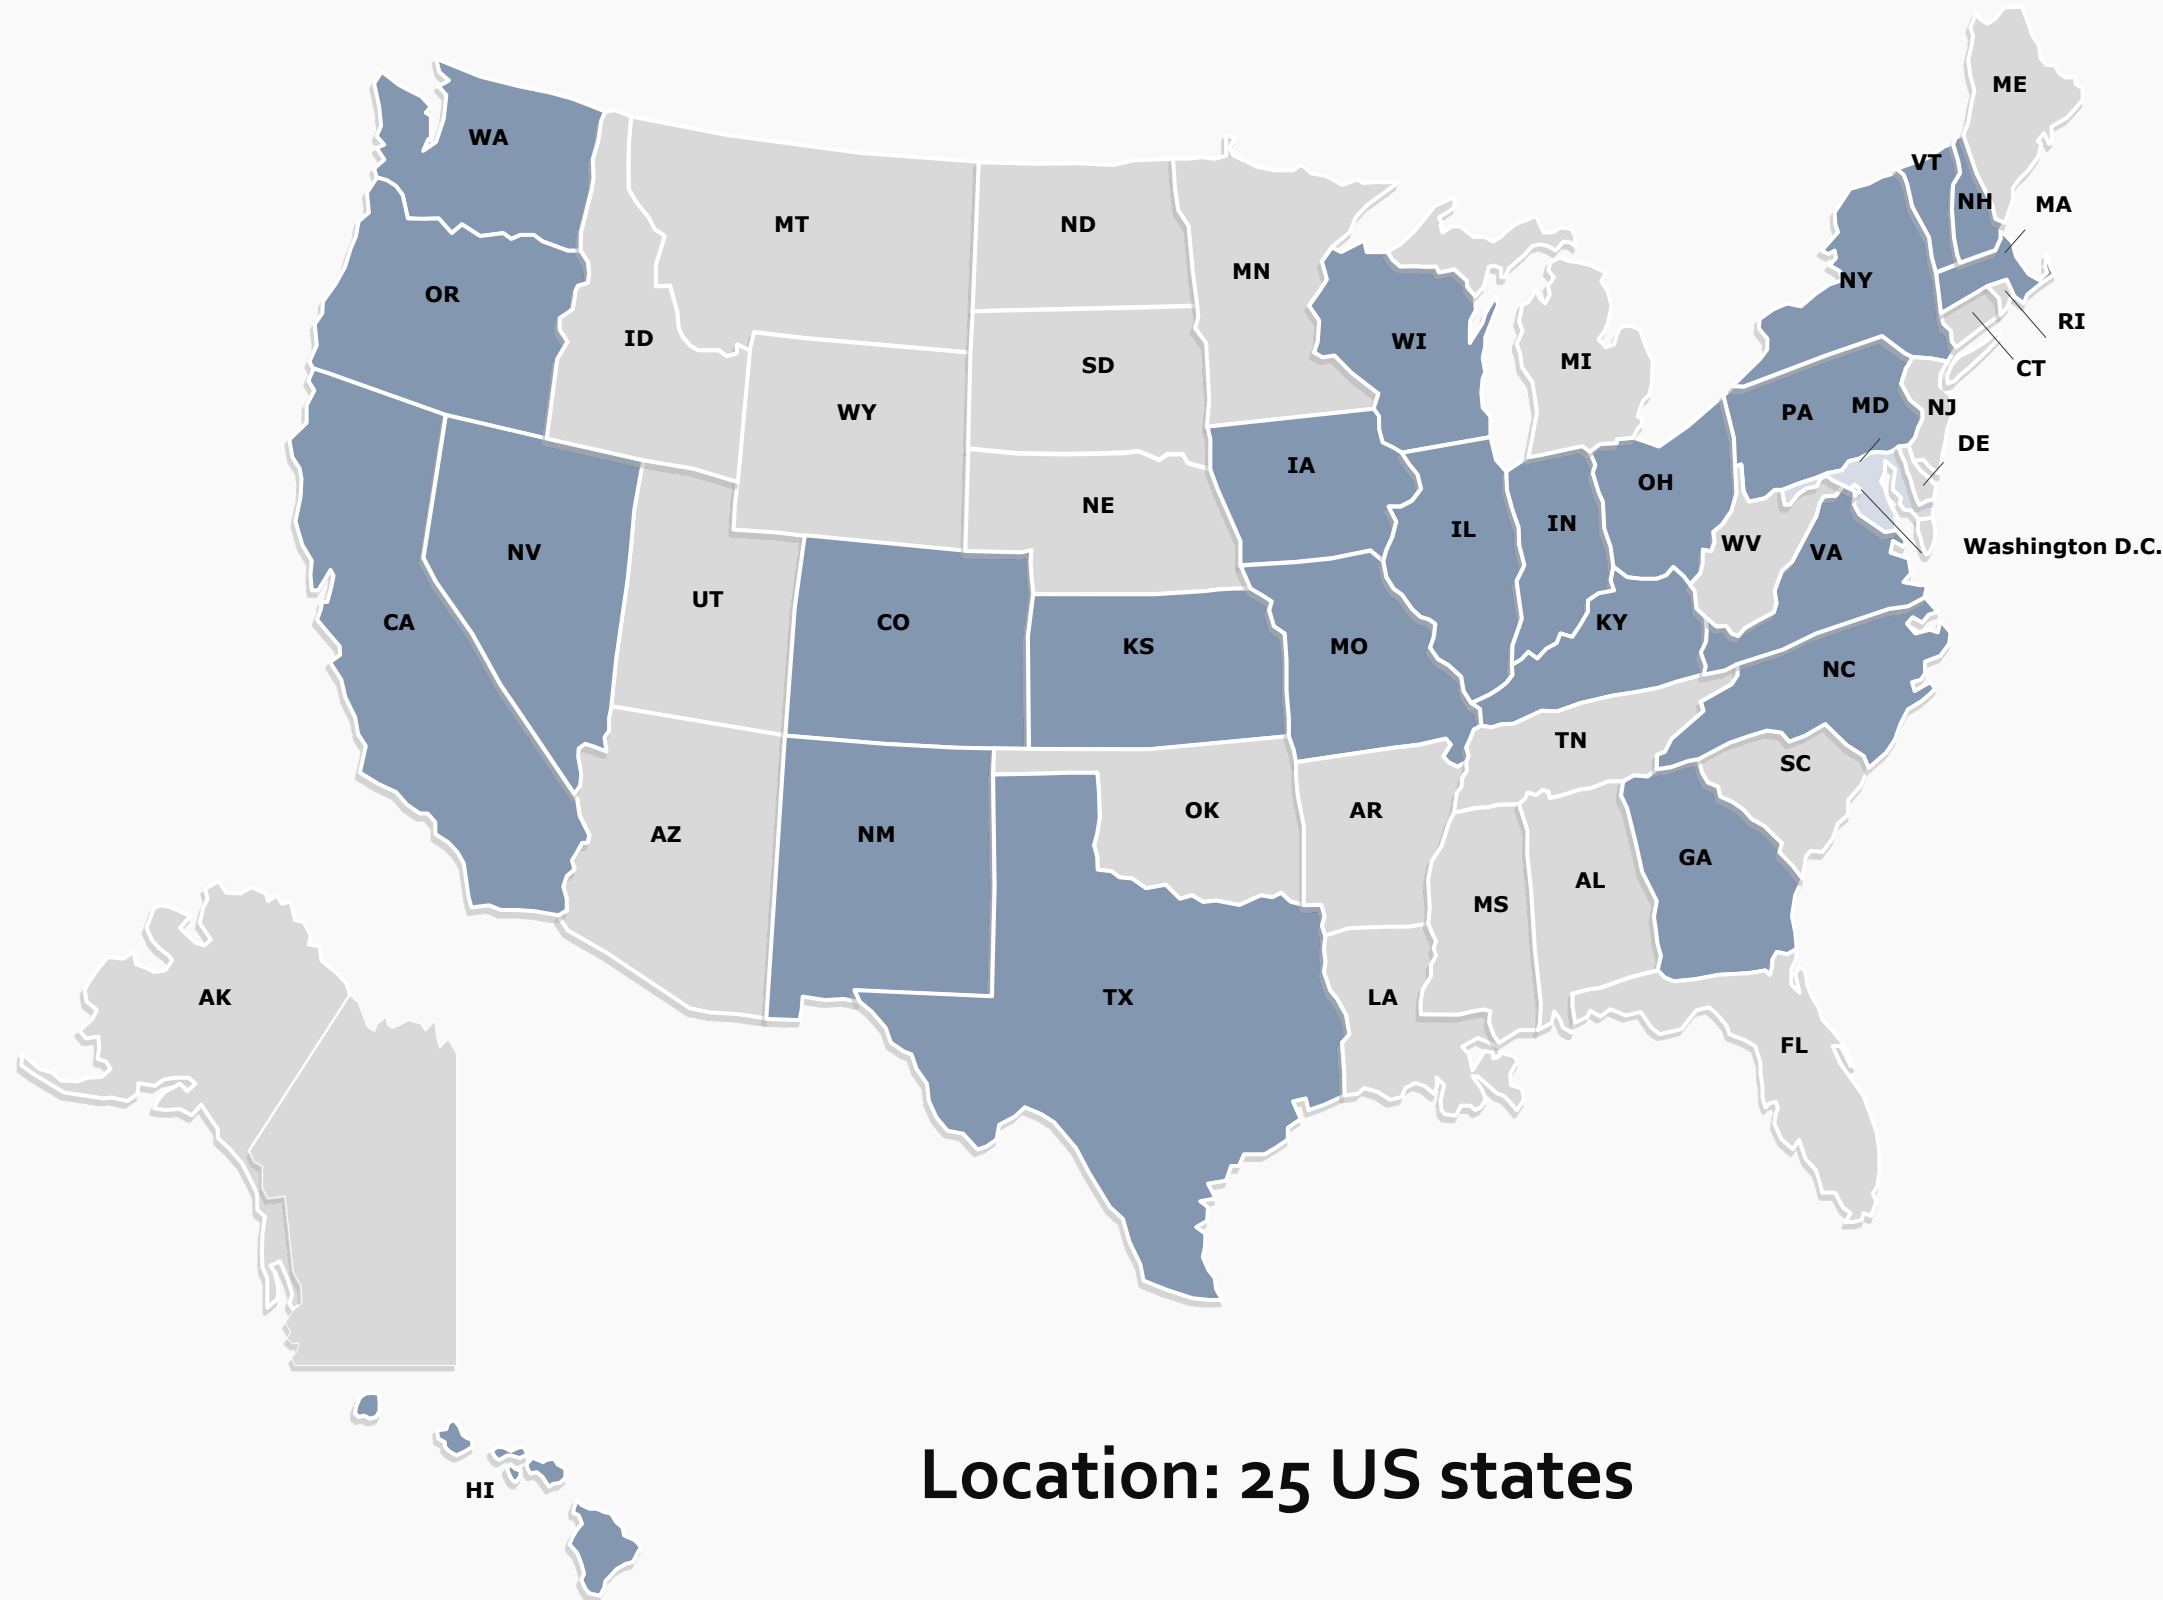 ME
WA
VT
NH
MA
MT
ND
OR
MN
NY
ID
RI
WI
SD
MI
CT
WY
PA
MD
NJ
DE
IA
OH
NE
IL
IN
NV
WV
VA
Washington D.C.
UT
CA
CO
KS
MO
KY
NC
TN
SC
AZ
NM
OK
AR
GA
AL
MS
AK
TX
LA
FL
HI
Location: 25 US states